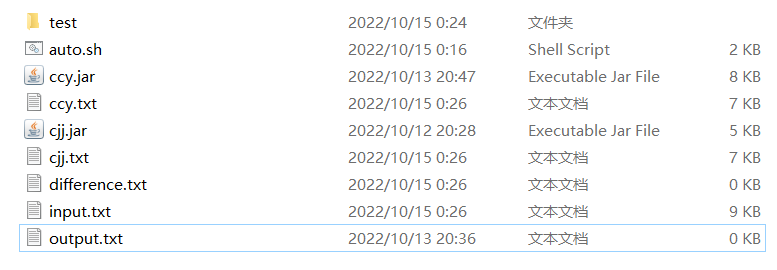 test 2022/10/15 0:24 文件夹
auto.sh 2022/10/15 0:16 Shell Script 2 KB
ccy.jar 2022/10/13 20:47 Executable Jar File 8 KB
ccy.txt 2022/10/15 0:26 文本文档 7 KB
cjj.jar 2022/10/12 20:28 Executable Jar File 5 KB
cjj.txt 2022/10/15 0:26 文本文档 7 KB
difference.txt 2022/10/15 0:26 文本文档 0 KB
input.txt 2022/10/15 0:26 文本文档 9 KB
output.txt 2022/10/13 20:36 文本文档 0 KB